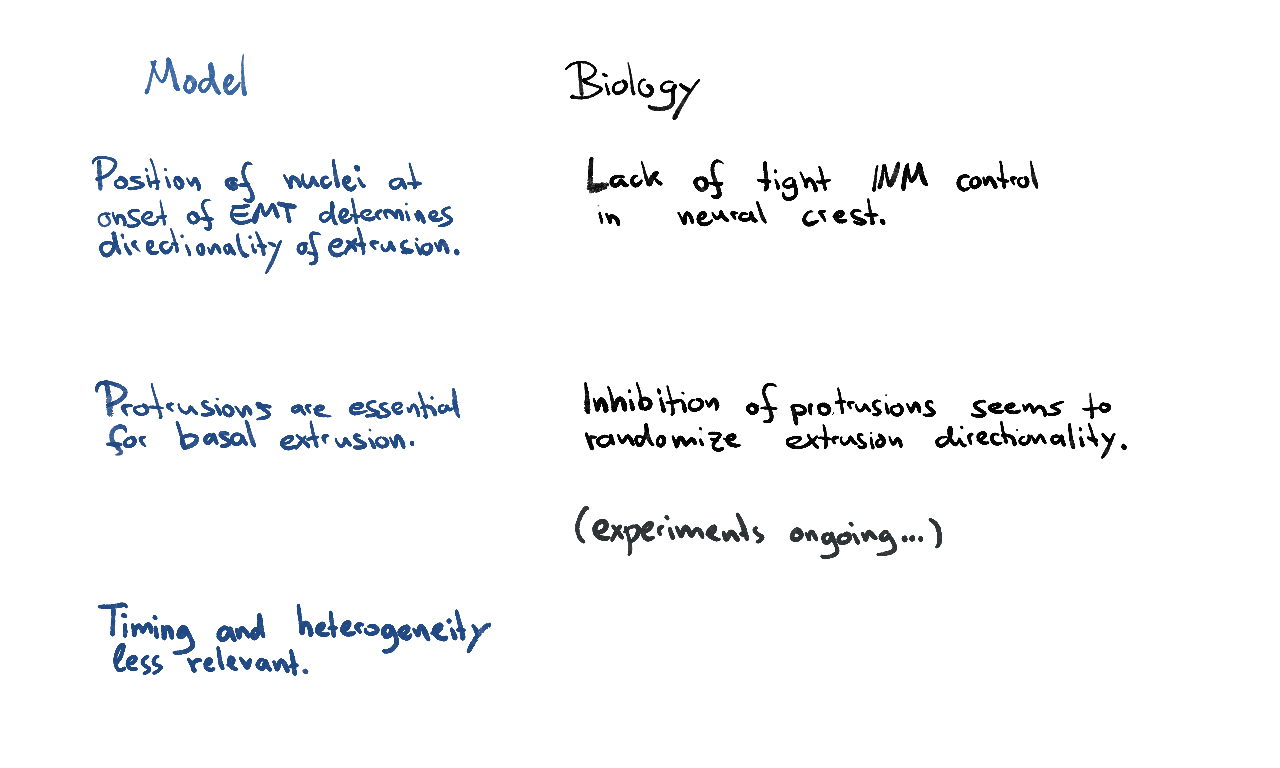 Model
Biology
Position of nuclei at
onset of EMT determines
directionality of extrusion.
Lack of tight INM control
in neural crest.
Protrusions are essential
for basal extrusion.
Inhibition of protrusions seems to
randomize extrusion directionality.
(experiments ongoing...)
Timing and heterogeneity
less relevant.